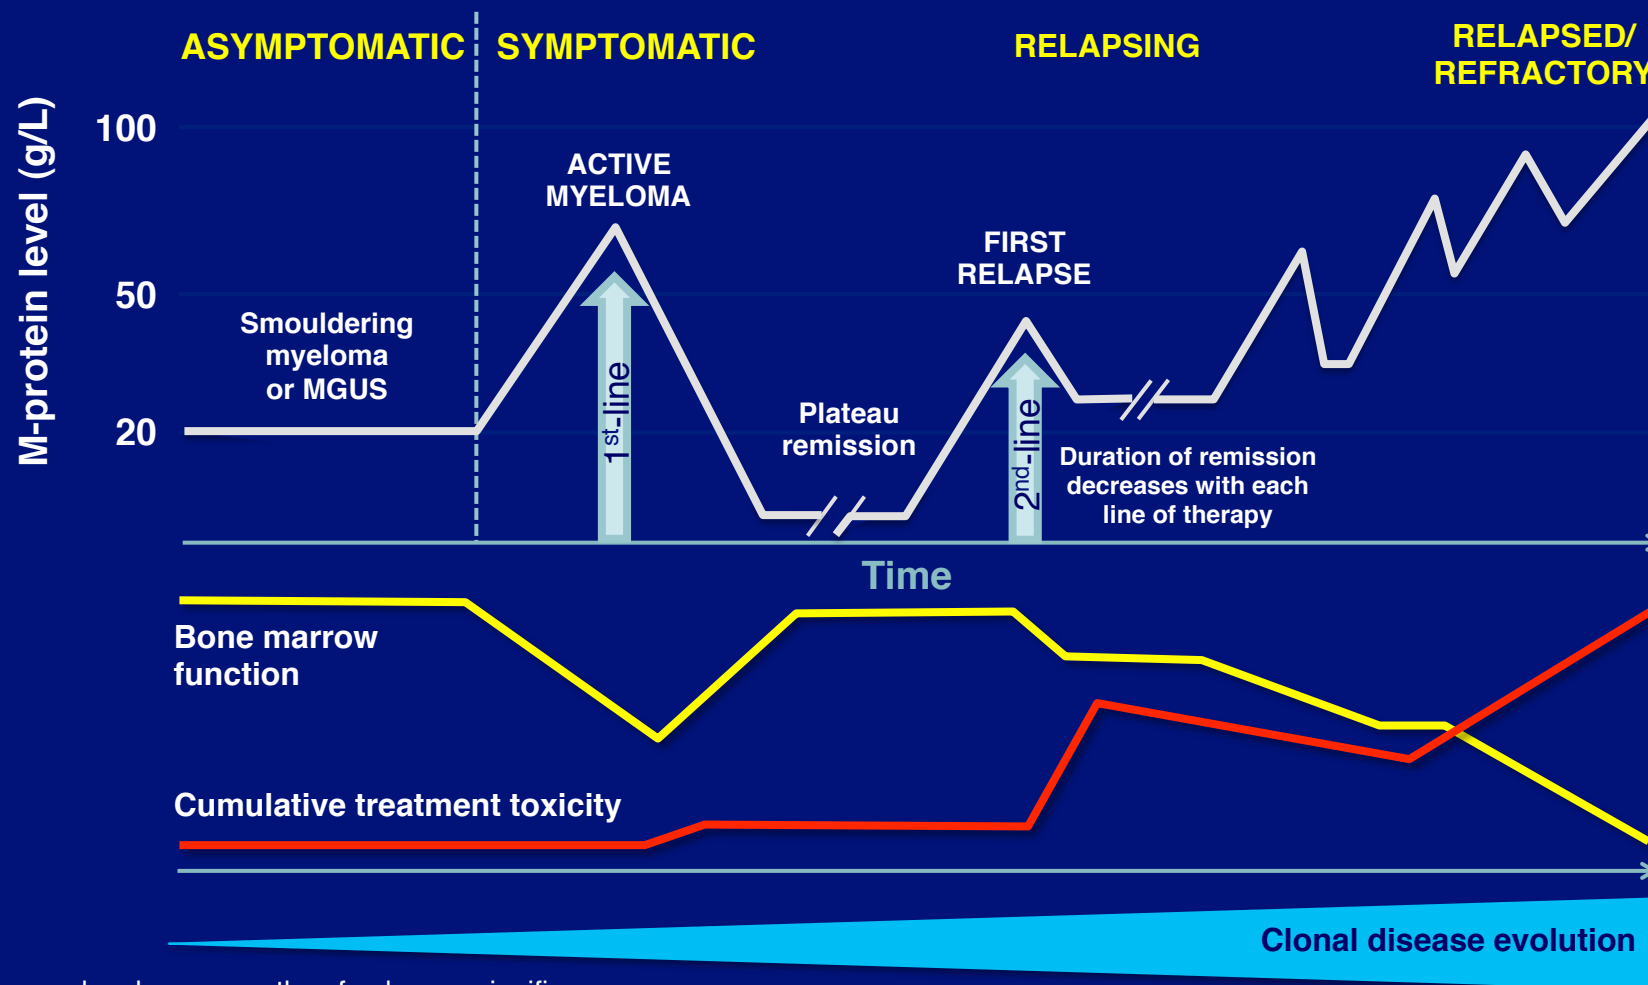 ASYMPTOMATIC
SYMPTOMATIC
RELAPSING
RELAPSED/
REFRACTORY
M-protein level (g/L)
100
50
20
ACTIVE
MYELOMA
FIRST
RELAPSE
Smouldering
myeloma
or MGUS
1st-line
Plateau
remission
2nd-line
Duration of remission
decreases with each
line of therapy
Time
Bone marrow
function
Cumulative treatment toxicity
Clonal disease evolution